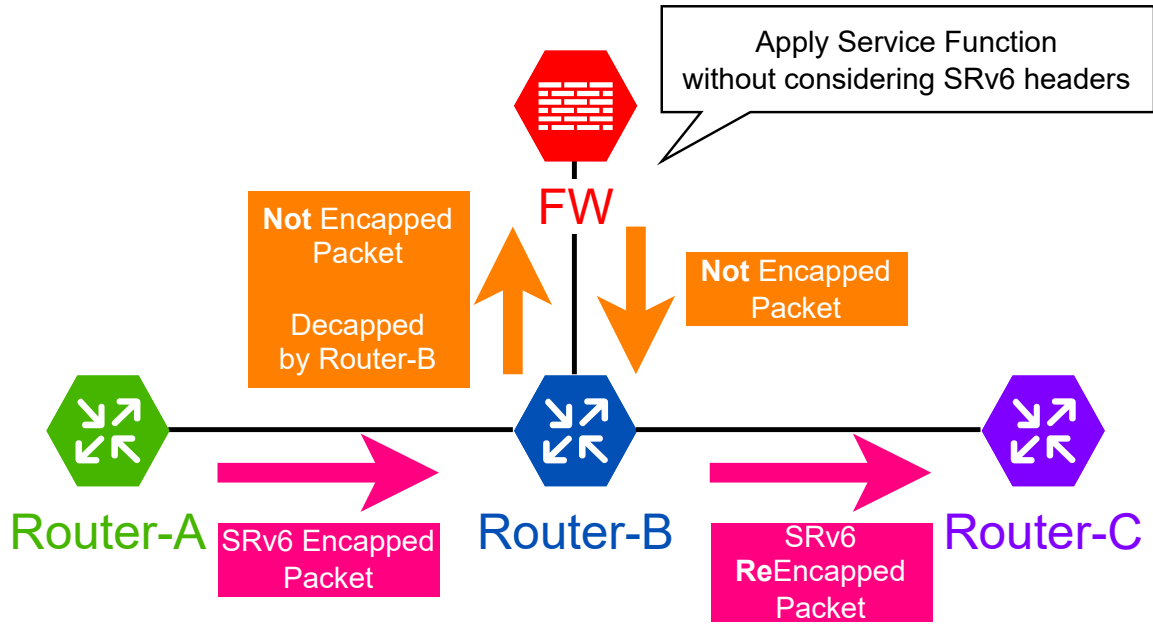 Apply Service Function
without considering SRv6 headers
FW
Not Encapped
Packet
Decapped
by Router-B
Not Encapped
Packet
Router-A
SRv6 Encapped
Packet
Router-B
SRv6
ReEncapped
Packet
Router-C